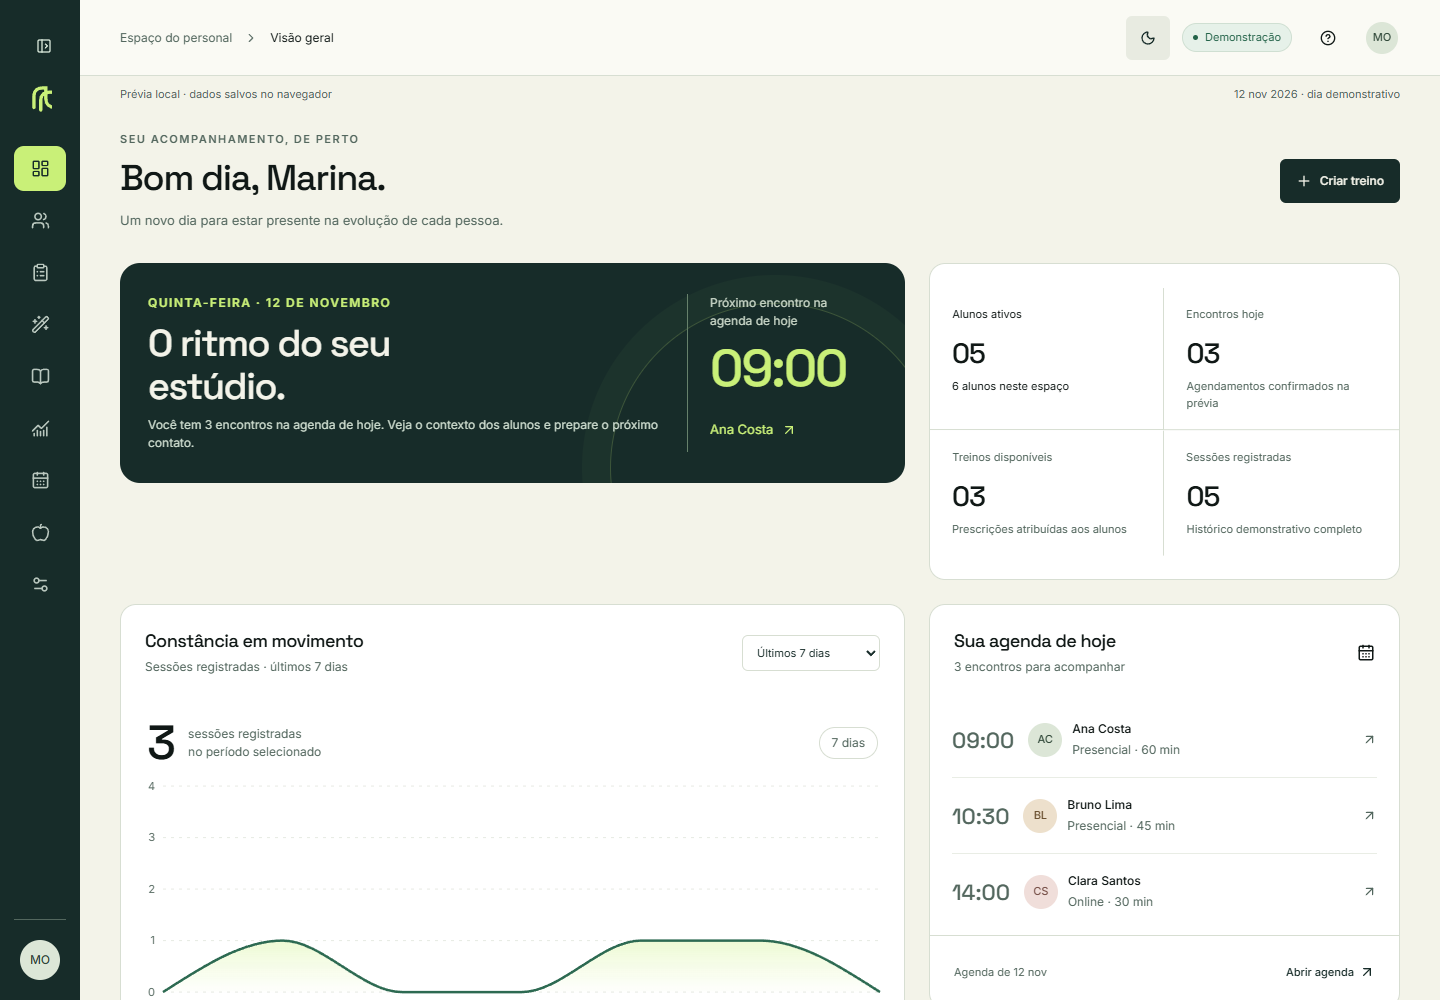 Espaço do personal
Visão geral
Demonstração
MO
Prévia local · dados salvos no navegador
12 nov 2026 · dia demonstrativo
SEU ACOMPANHAMENTO, DE PERTO
Bom dia, Marina.
Um novo dia para estar presente na evolução de cada pessoa.
Criar treino
QUINTA-FEIRA · 12 DE NOVEMBRO
O ritmo do seu
estúdio.
Você tem 3 encontros na agenda de hoje. Veja o contexto dos alunos e prepare o próximo
contato.
Próximo encontro na
agenda de hoje
09:00
Ana Costa
Alunos ativos
05
6 alunos neste espaço
Encontros hoje
03
Agendamentos confirmados na
prévia
Treinos disponíveis
03
Prescrições atribuídas aos alunos
Sessões registradas
05
Histórico demonstrativo completo
Constância em movimento
Sessões registradas · últimos 7 dias
Últimos 7 dias
3
sessões registradas
no período selecionado
7 dias
4
3
2
1
0
Sua agenda de hoje
3 encontros para acompanhar
09:00
AC
Ana Costa
Presencial · 60 min
10:30
BL
Bruno Lima
Presencial · 45 min
14:00
CS
Clara Santos
Online · 30 min
Agenda de 12 nov
Abrir agenda
MO